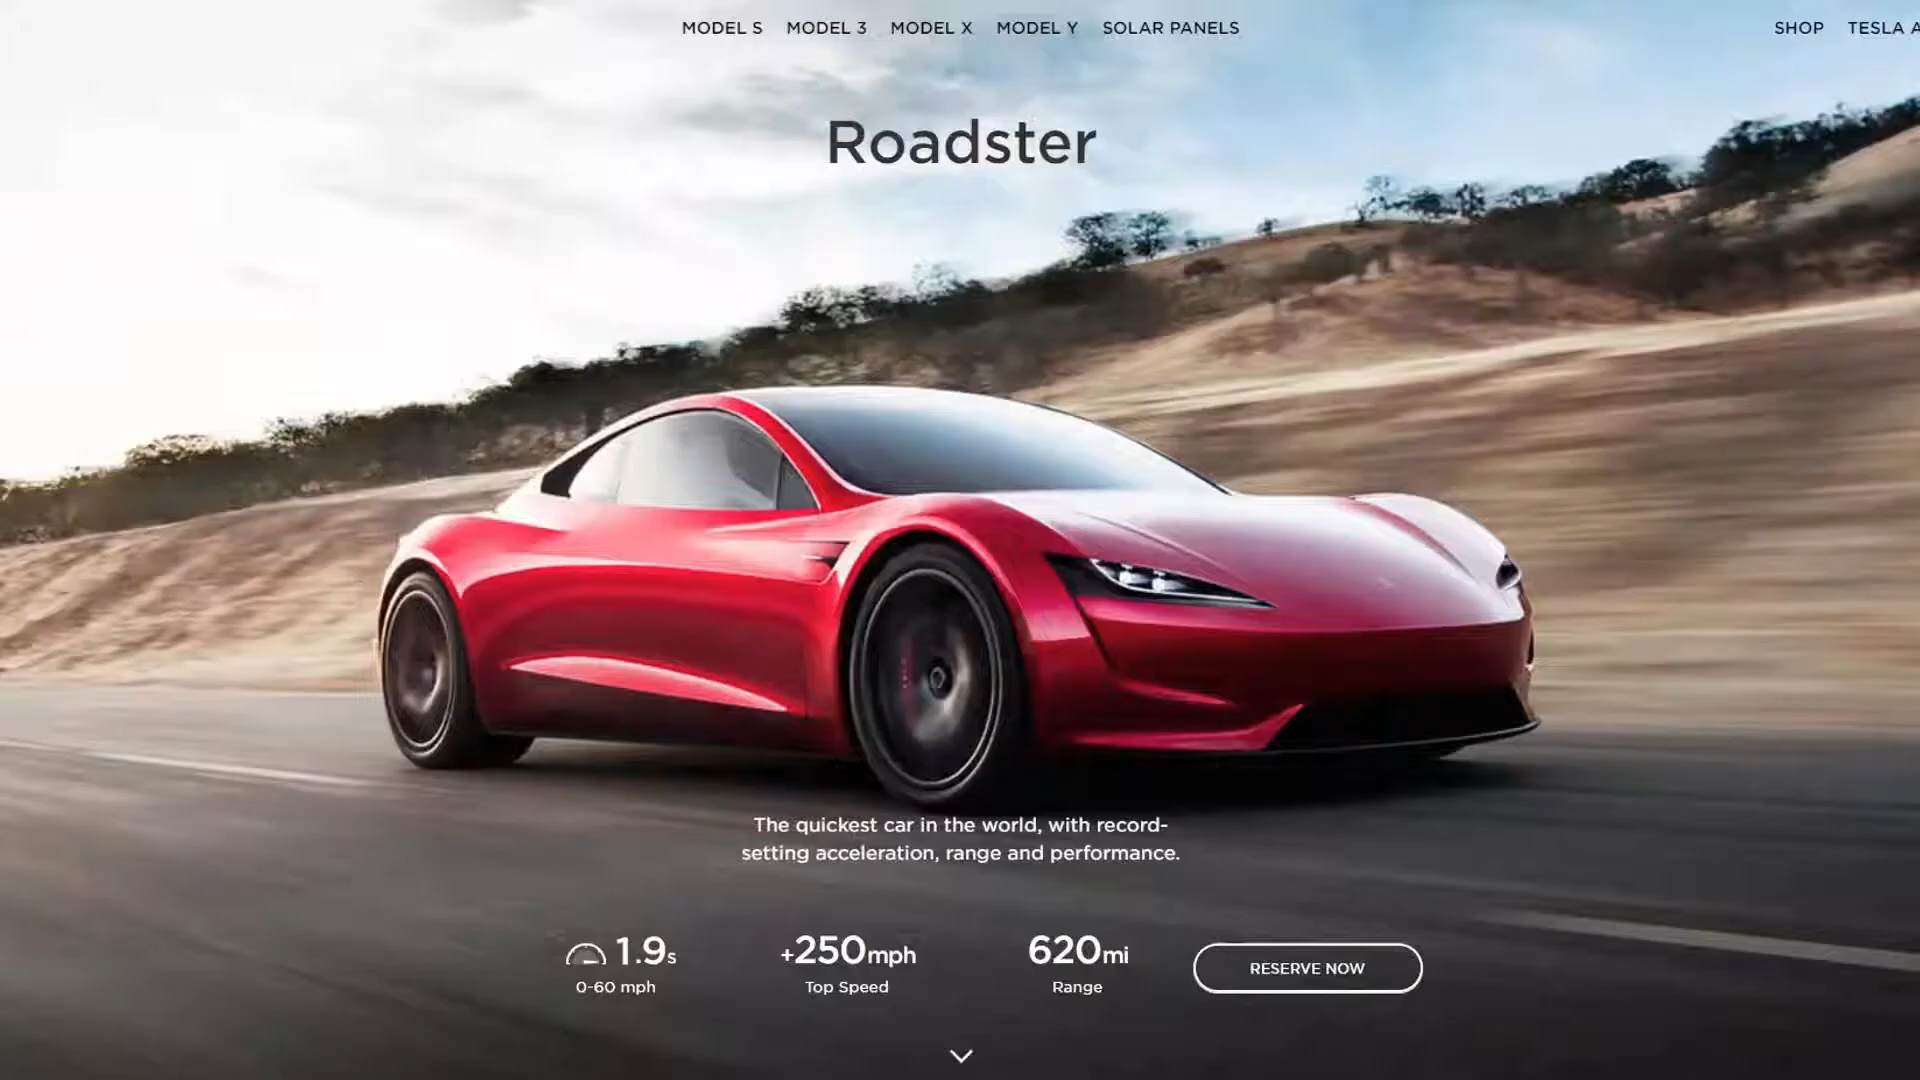 MODEL S MODEL 3 MODEL X MODEL Y SOLAR PANELS SHOP TESLA A
Roadster
The quickest car in the world, with record-
setting acceleration, range and performance.
1.9s +250mph 620mi
RESERVE NOW
0-60 mph Top Speed Range